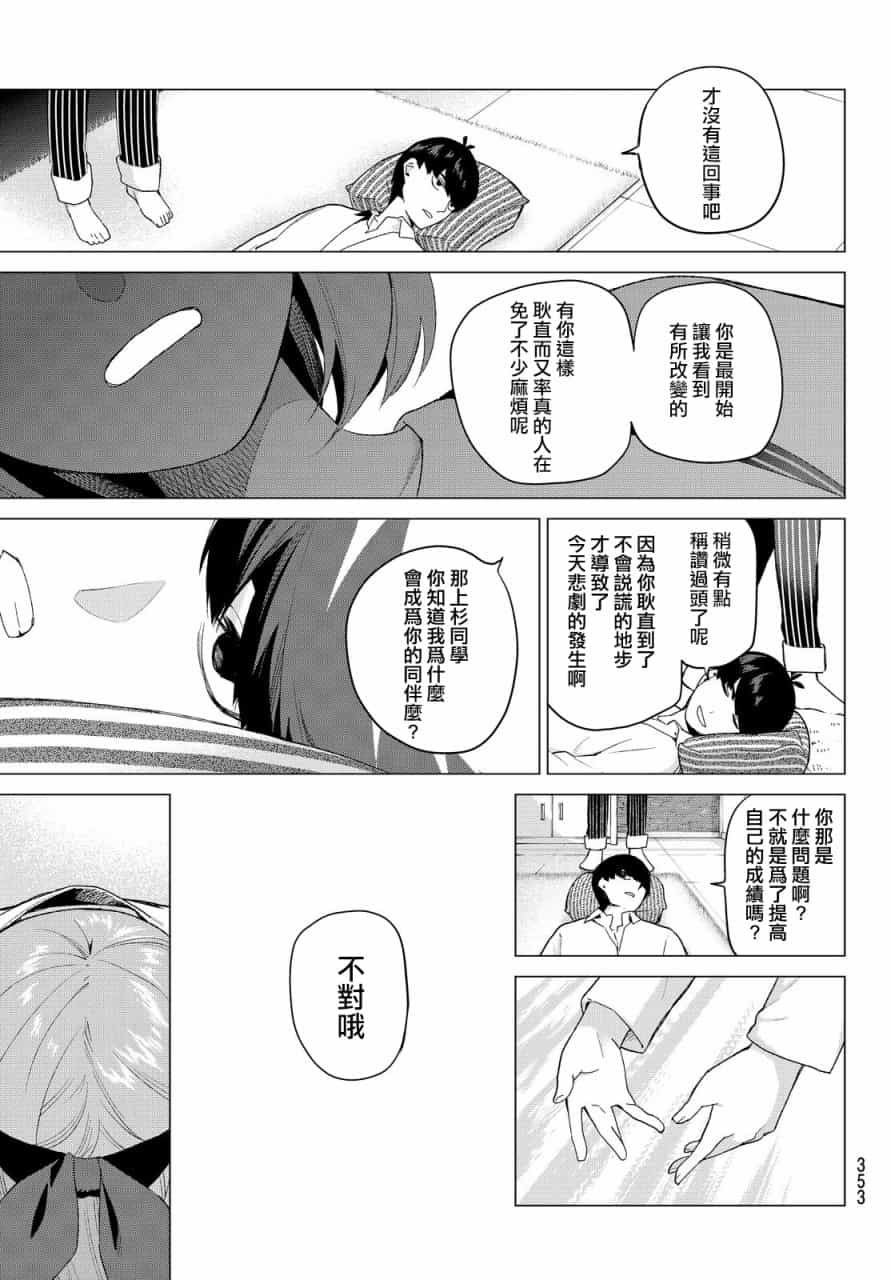 才沒有這回事吧
你是最開始
讓我看到
有所改變的
有你這樣
耿直而又率真的人在
免了不少麻煩呢
稍微有點
稱讚過頭了呢
因為你耿直到了
不會說謊的地步
才導致了
今天悲劇的發生啊
那上杉同學
你知道我爲什麼
會成爲你的同伴麼？
你那是
什麼問題啊？
不就是爲了提高
自己的成績嗎？
不對哦
353